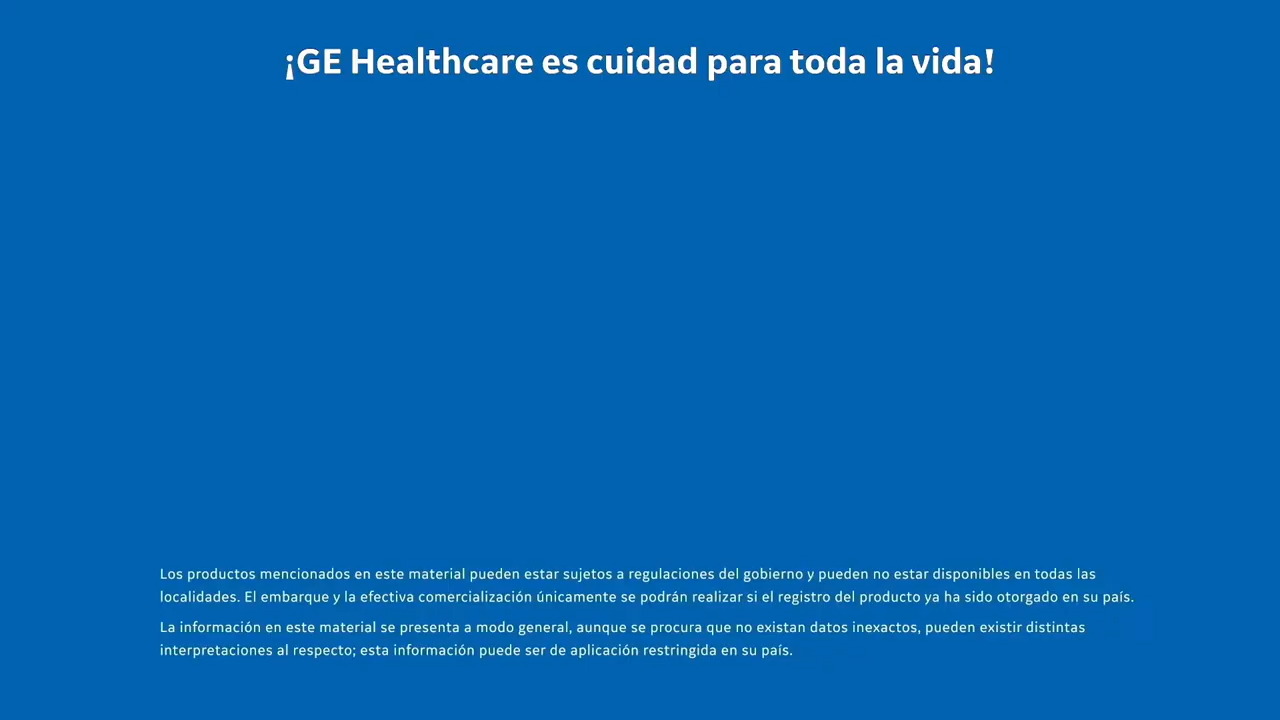 ¡GE Healthcare es cuidad para toda la vida!
Los productos mencionados en este material pueden estar sujetos a regulaciones del gobierno y pueden no estar disponibles en todas las
localidades. El embarque y la efectiva comercialización únicamente se podrán realizar si el registro del producto ya ha sido otorgado en su país.
La información en este material se presenta a modo general, aunque se procura que no existan datos inexactos, pueden existir distintas
interpretaciones al respecto; esta información puede ser de aplicación restringida en su país.